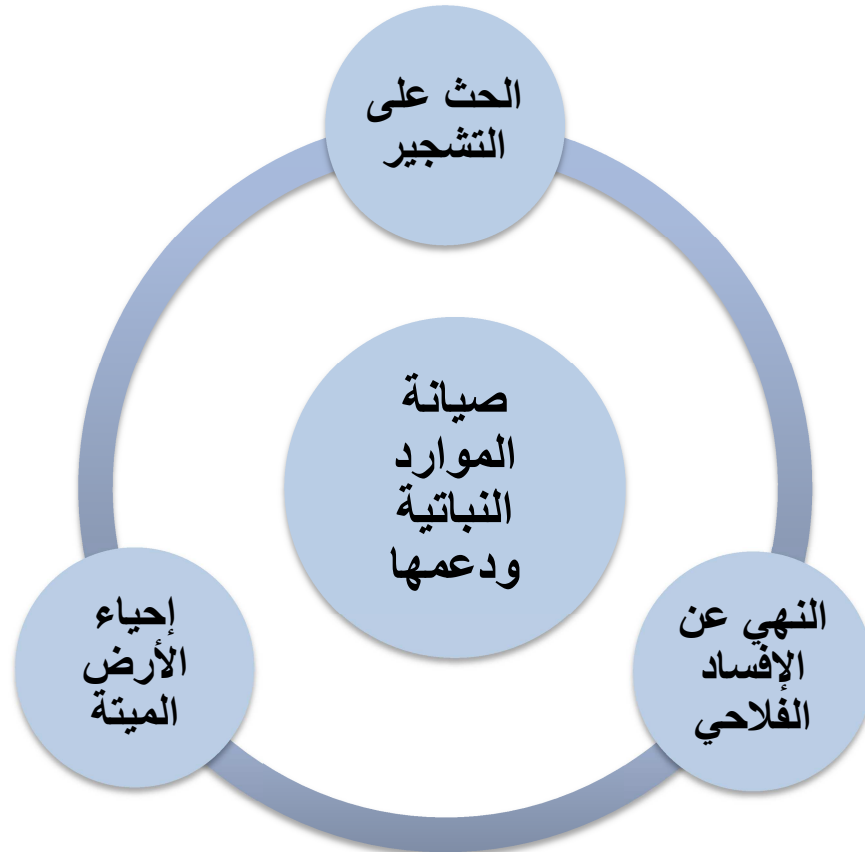 الحث على
التشجير
صيانة
الموارد
النباتية
ودعمها
النهي عن
الإفساد
الفلاحي
إحياء
الأرض
الميتة